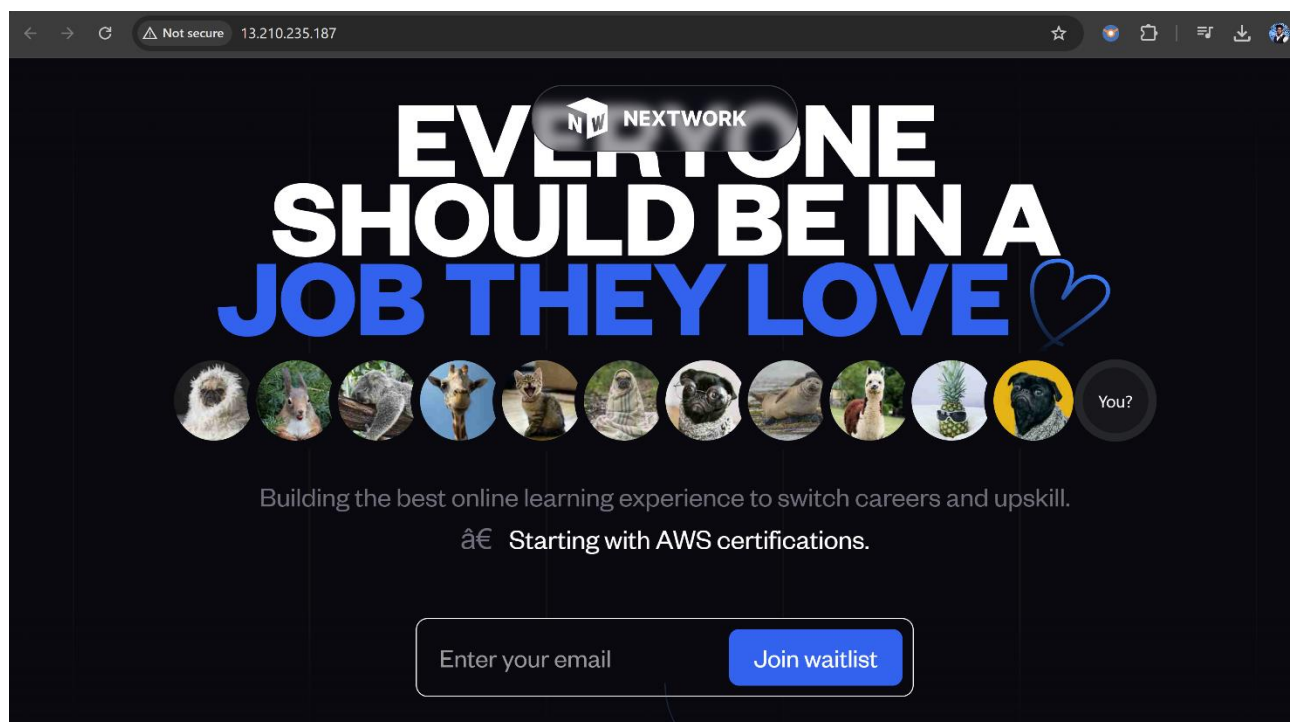 Not secure 13.210.235.187
NW NEXTWORK
EVERYONE
SHOULD BE IN A
JOB THEY LOVE
You?
Building the best online learning experience to switch careers and upskill.
â€ Starting with AWS certifications.
Enter your email Join waitlist